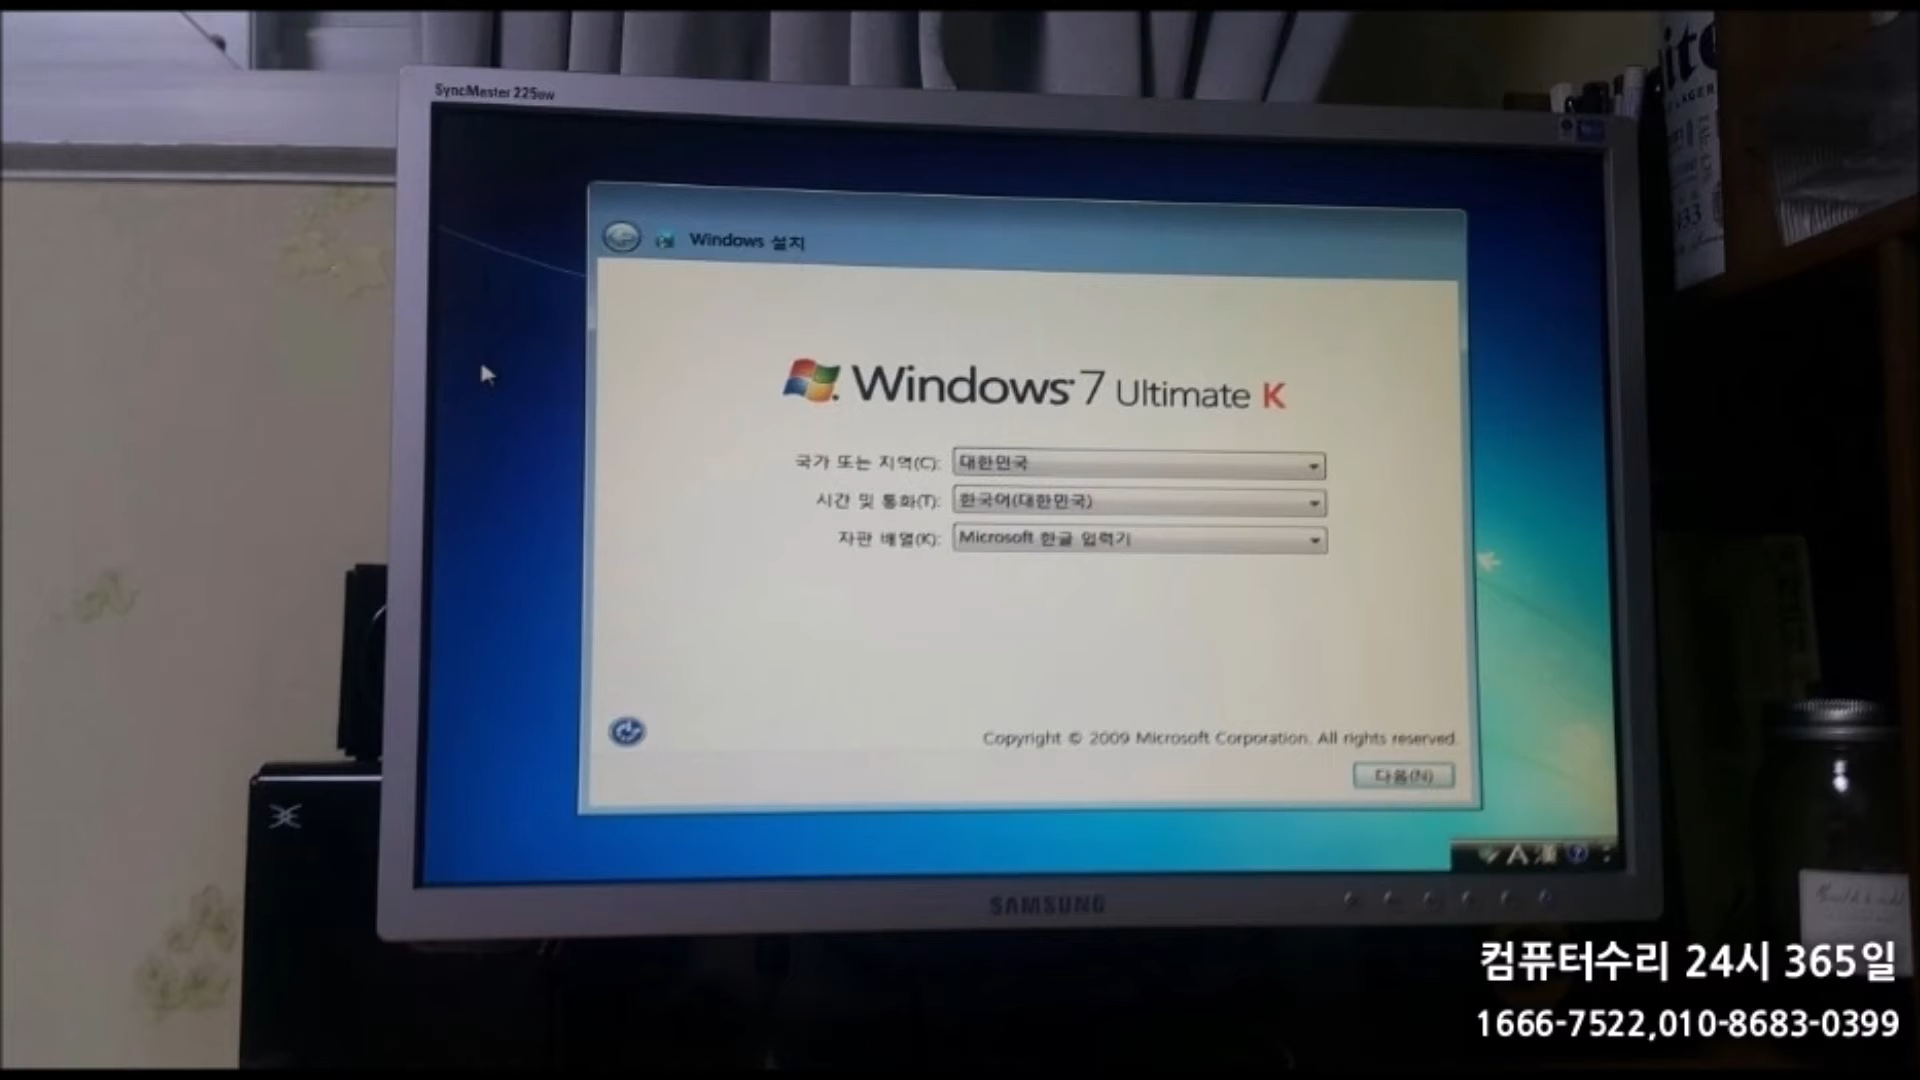 SyncMaster 225BW
Windows 설치
Windows 7 Ultimate K
국가 또는 지역(C): 대한민국
시간 및 통화(T): 한국어(대한민국)
자판 배열(K): Microsoft 한글 입력기
Copyright © 2009 Microsoft Corporation. All rights reserved.
다음(N)
SAMSUNG
LAGER
컴퓨터수리 24시 365일
1666-7522,010-8683-0399